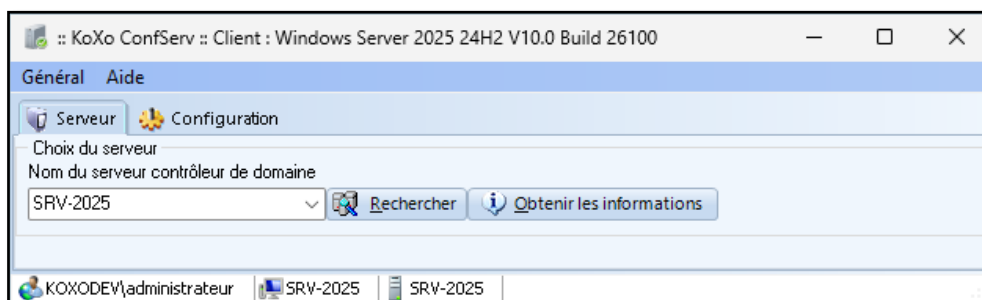 :: KoXo ConfServ :: Client : Windows Server 2025 24H2 V10.0 Build 26100
Général Aide
Serveur Configuration
Choix du serveur
Nom du serveur contrôleur de domaine
SRV-2025 Rechercher Obtenir les informations
KOXODEV\administrateur SRV-2025 SRV-2025